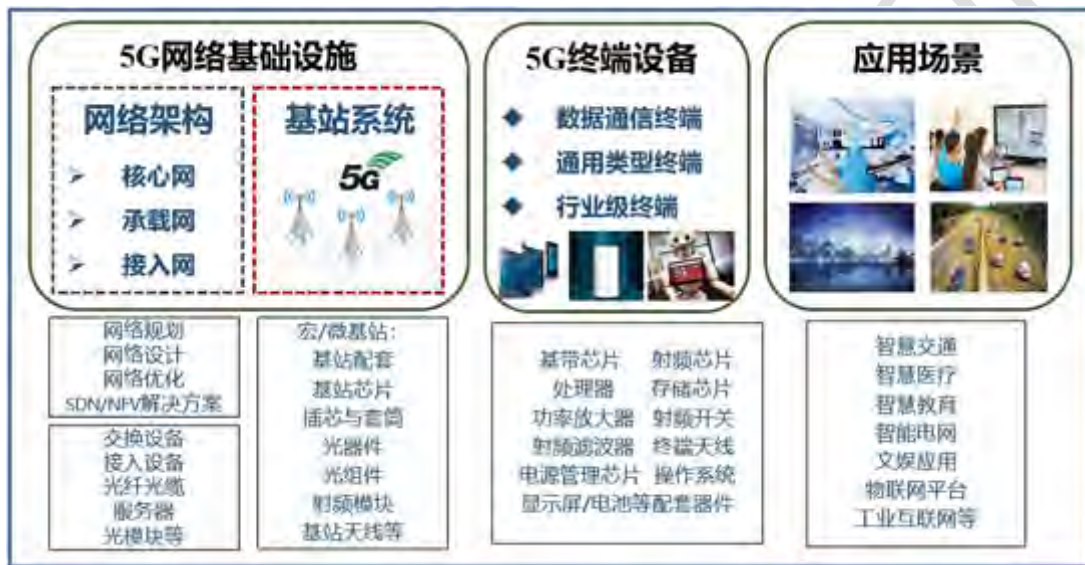 5G网络基础设施
网络架构
核心网
承载网
接入网
基站系统
5G
5G终端设备
数据通信终端
通用类型终端
行业级终端
应用场景
网络规划
网络设计
网络优化
SDN/NFV解决方案
交换设备
接入设备
光纤光缆
服务器
光模块等
宏/微基站：
基站配套
基站芯片
插芯与套筒
光器件
光组件
射频模块
基站天线等
基带芯片 射频芯片
处理器 存储芯片
功率放大器 射频开关
射频滤波器 终端天线
电源管理芯片 操作系统
显示屏/电池等配套器件
智慧交通
智慧医疗
智慧教育
智能电网
文娱应用
物联网平台
工业互联网等